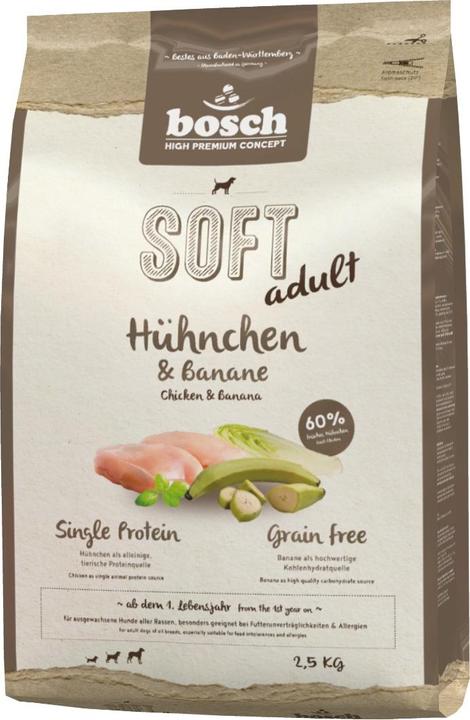 ~ Bestes aus Baden-Württemberg ~
bosch
HIGH PREMIUM CONCEPT
SOFT
adult
Hühnchen
& Banane
Chicken & Banana
60%
Single Protein
Hühnchen als alleinige,
tierische Proteinquelle
Chicken as single animal protein source
Grain free
Banane als hochwertige
Kohlenhydratquelle
Banana as high quality carbohydrate source
~ ab dem 1. Lebensjahr from the 1st year on ~
für ausgewachsene Hunde aller Rassen, besonders geeignet bei Futterunverträglichkeiten & Allergien
for adult dogs of all breeds, especially suitable for food intolerances and allergies
2,5 KG